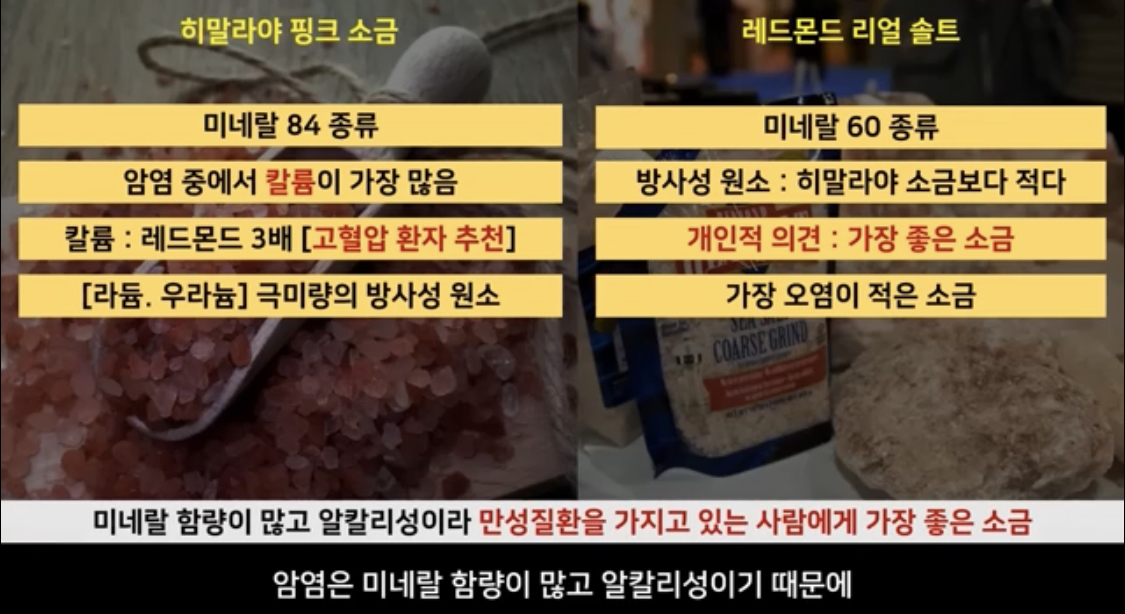 히말라야 핑크 소금
미네랄 84 종류
암염 중에서 칼륨이 가장 많음
칼륨 : 레드몬드 3배 [고혈압 환자 추천]
[라듐. 우라늄] 극미량의 방사성 원소
레드몬드 리얼 솔트
미네랄 60 종류
방사성 원소 : 히말라야 소금보다 적다
개인적 의견 : 가장 좋은 소금
가장 오염이 적은 소금
SEA SALT
COARSE GRIND
미네랄 함량이 많고 알칼리성이라 만성질환을 가지고 있는 사람에게 가장 좋은 소금
암염은 미네랄 함량이 많고 알칼리성이기 때문에